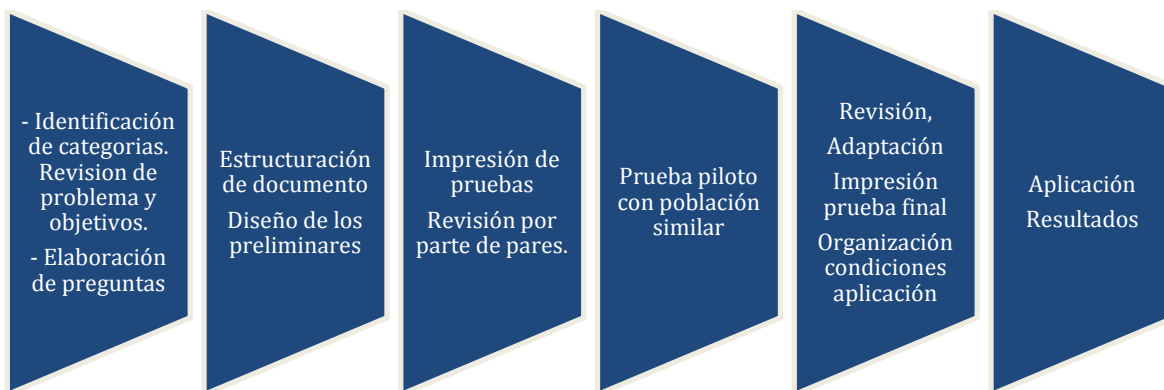 - Identificación
de categorias.
Revision de
problema y
objetivos.
- Elaboración
de preguntas
Estructuración
de documento
Diseño de los
preliminares
Impresión de
pruebas
Revisión por
parte de pares.
Prueba piloto
con población
similar
Revisión,
Adaptación
Impresión
prueba final
Organización
condiciones
aplicación
Aplicación
Resultados